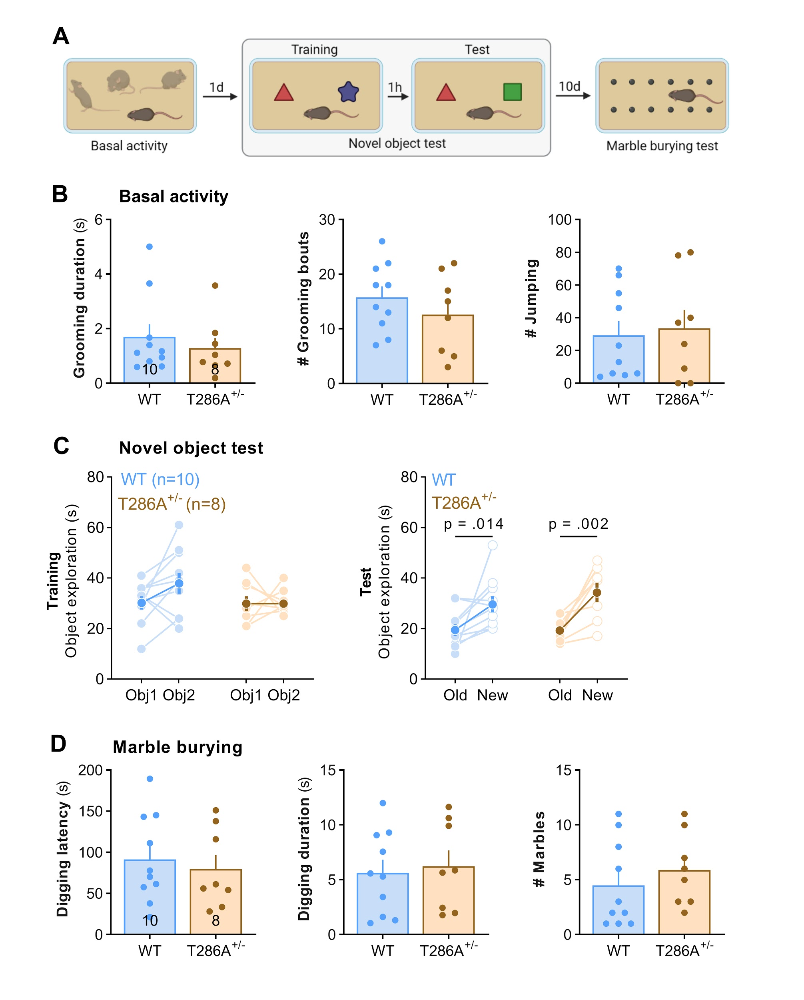 A
Training
Test
1d
1h
10d
Basal activity
Novel object test
Marble burying test
B
Basal activity
Grooming duration (s)
6
4
2
0
10
8
WT
T286A+/-
# Grooming bouts
30
20
10
0
WT
T286A+/-
# Jumping
100
80
60
40
20
0
WT
T286A+/-
C
Novel object test
Training
Object exploration (s)
80
60
40
20
0
WT (n=10)
T286A+/- (n=8)
Obj1 Obj2
Obj1 Obj2
Test
Object exploration (s)
80
60
40
20
0
WT
T286A+/-
p = .014
p = .002
Old New
Old New
D
Marble burying
Digging latency (s)
200
150
100
50
0
10
8
WT
T286A+/-
Digging duration (s)
15
10
5
0
WT
T286A+/-
# Marbles
15
10
5
0
WT
T286A+/-